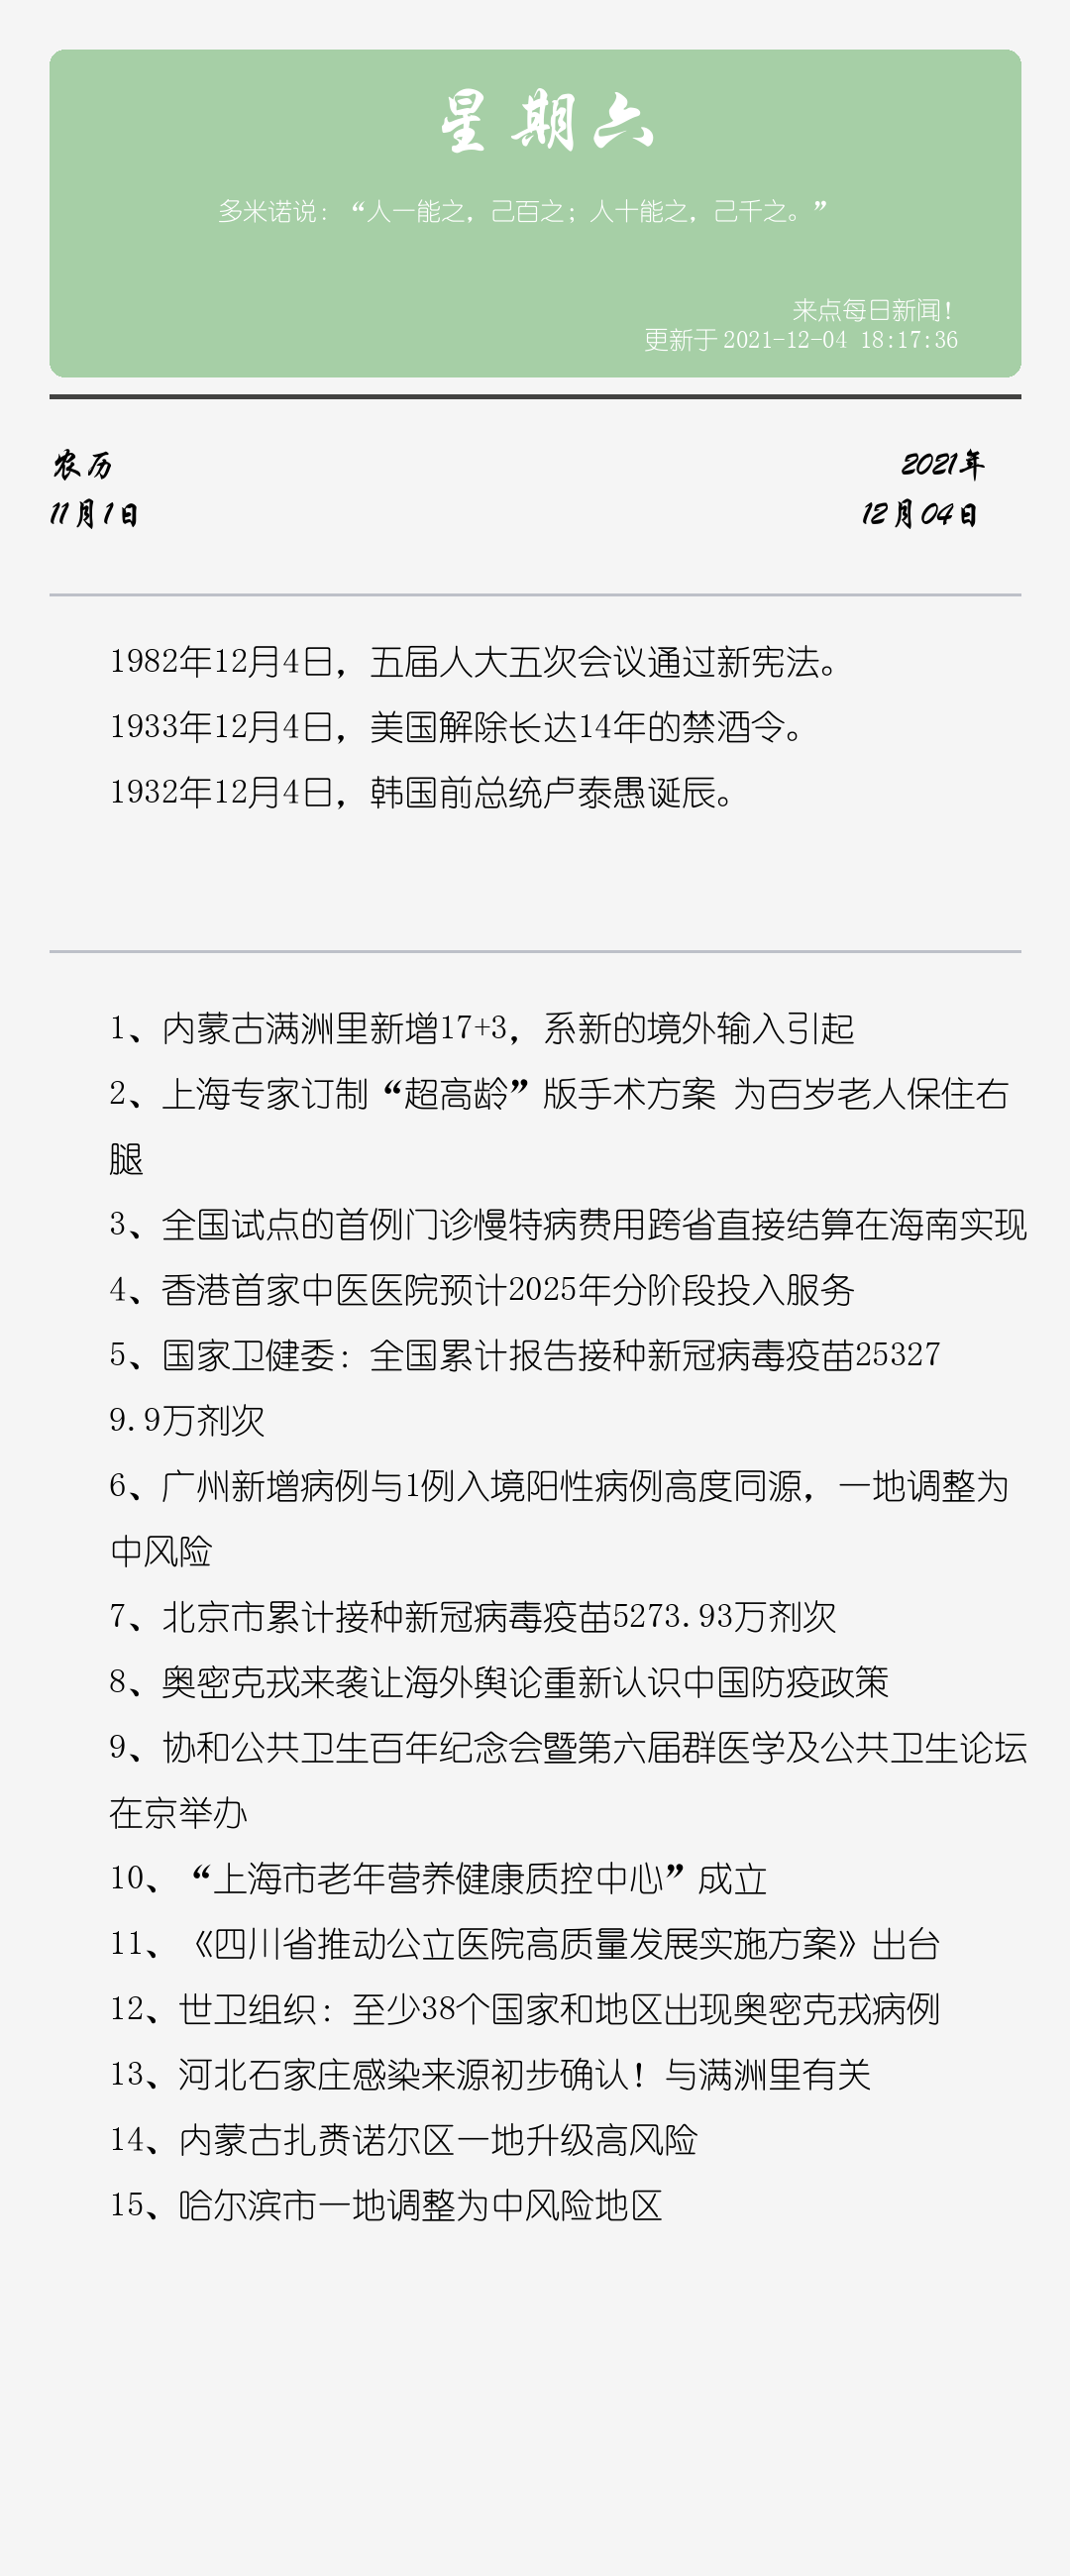 星期六
多米诺说：“人一能之，己百之；人十能之，己千之。”
来点每日新闻！
更新于2021-12-04 18:17:36
农历
11月1日
2021年
12月04日
1982年12月4日，五届人大五次会议通过新宪法。
1933年12月4日，美国解除长达14年的禁酒令。
1932年12月4日，韩国前总统卢泰愚诞辰。
1、内蒙古满洲里新增17+3，系新的境外输入引起
2、上海专家订制“超高龄”版手术方案 为百岁老人保住右
腿
3、全国试点的首例门诊慢特病费用跨省直接结算在海南实现
4、香港首家中医医院预计2025年分阶段投入服务
5、国家卫健委：全国累计报告接种新冠病毒疫苗25327
9.9万剂次
6、广州新增病例与1例入境阳性病例高度同源，一地调整为
中风险
7、北京市累计接种新冠病毒疫苗5273.93万剂次
8、奥密克戎来袭让海外舆论重新认识中国防疫政策
9、协和公共卫生百年纪念会暨第六届群医学及公共卫生论坛
在京举办
10、“上海市老年营养健康质控中心”成立
11、《四川省推动公立医院高质量发展实施方案》出台
12、世卫组织：至少38个国家和地区出现奥密克戎病例
13、河北石家庄感染来源初步确认！与满洲里有关
14、内蒙古扎赉诺尔区一地升级高风险
15、哈尔滨市一地调整为中风险地区